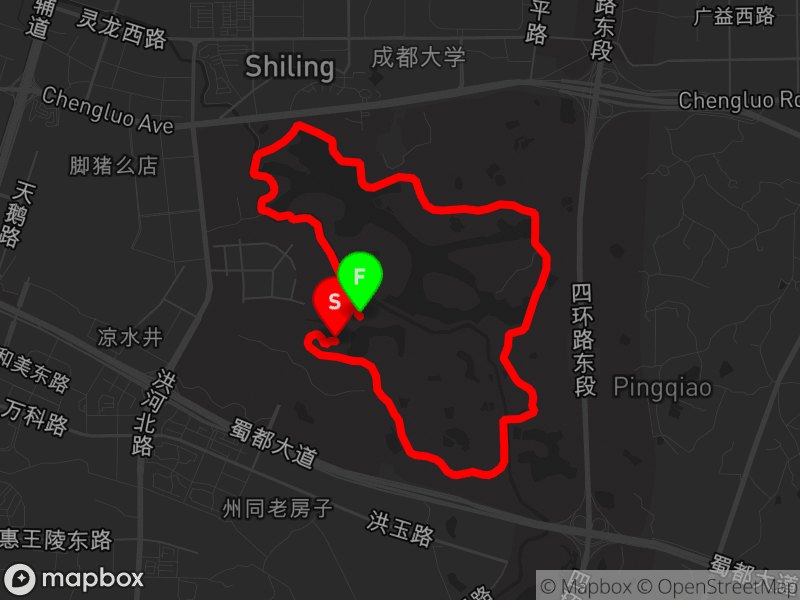 辅道
灵龙西路
Shiling
成都大学
平路
四环路东段
广益西路
Chengluo Ave
Chengluo Ro
脚猪么店
天鹅路
F
S
四环路东段
凉水井
和美东路
洪河北路
Pingqiao
万科路
蜀都大道
州同老房子
洪玉路
惠王陵东路
蜀都大道
mapbox
© Mapbox © OpenStreetMap